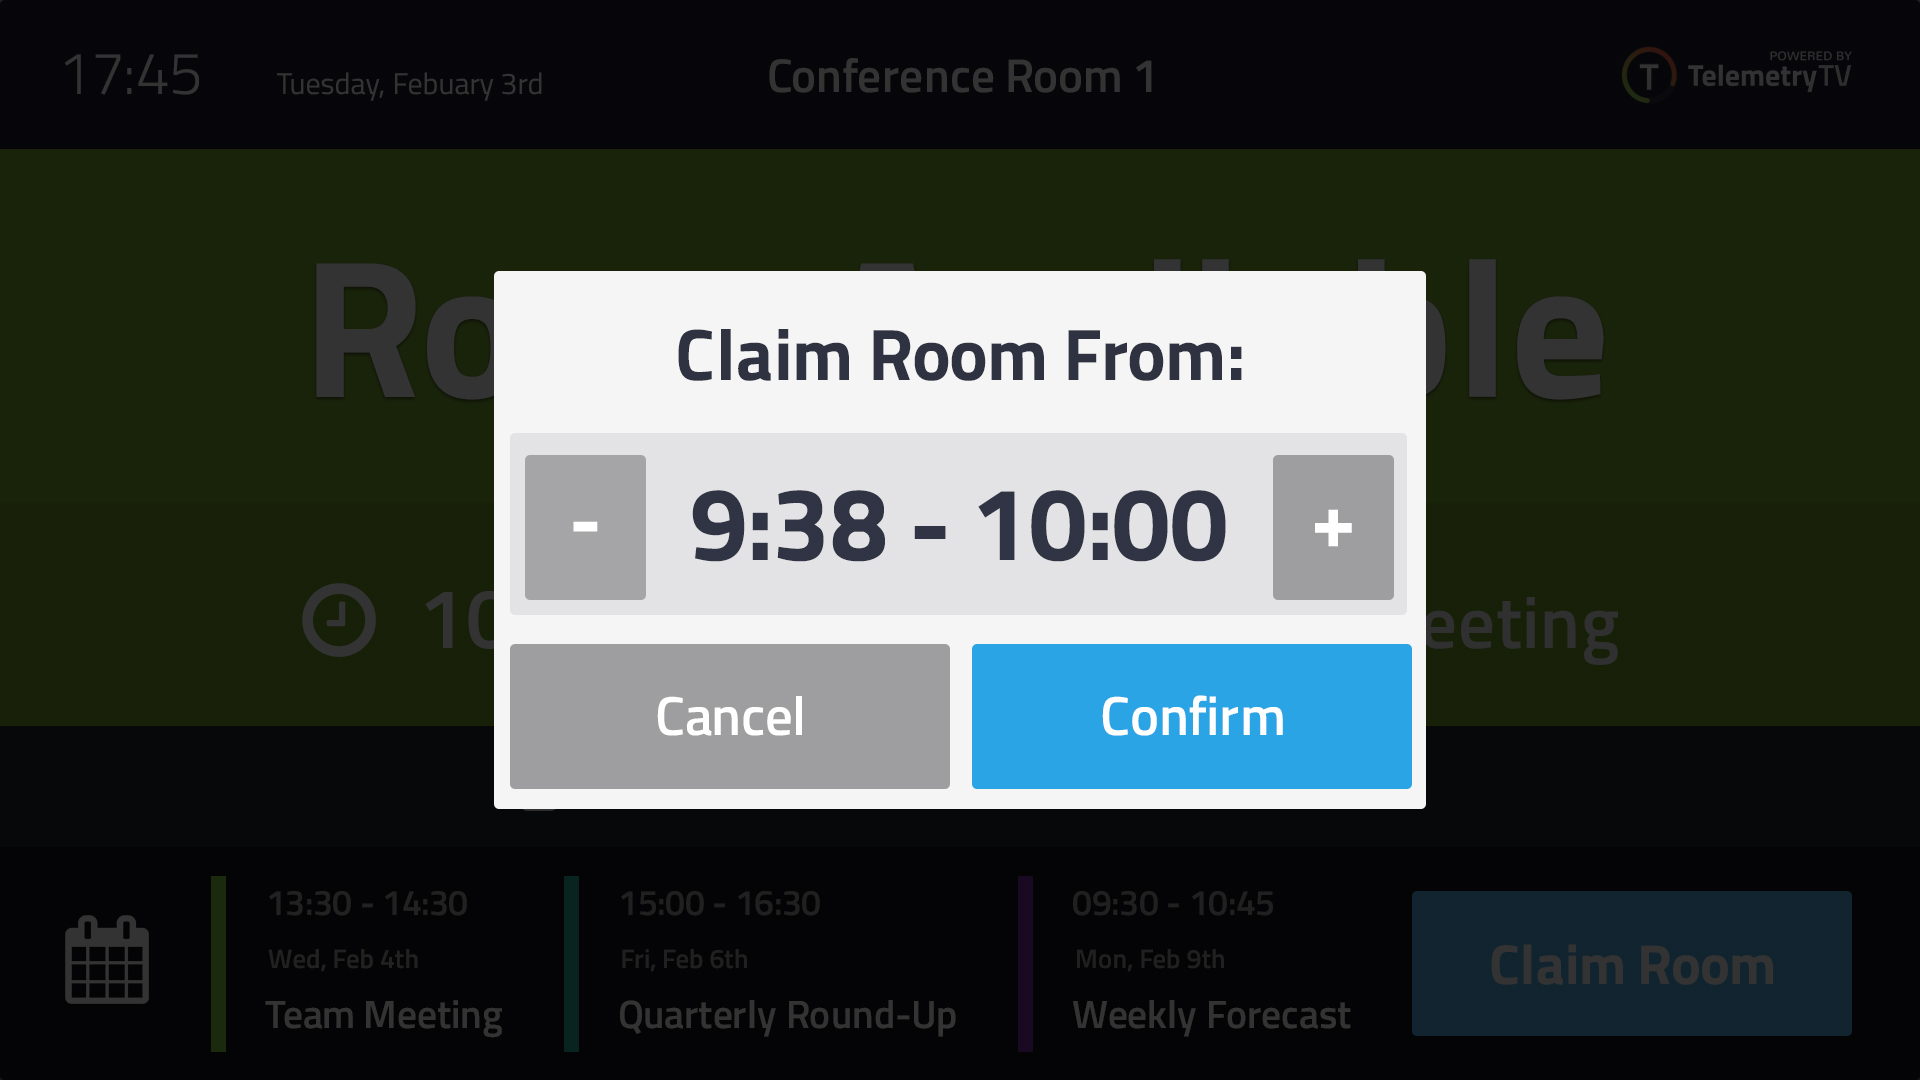 17:45
Tuesday, Febuary 3rd
Conference Room 1
POWERED BY
T TelemetryTV
Claim Room From:
- 9:38 - 10:00 +
Cancel
Confirm
13:30 - 14:30
Wed, Feb 4th
Team Meeting
15:00 - 16:30
Fri, Feb 6th
Quarterly Round-Up
09:30 - 10:45
Mon, Feb 9th
Weekly Forecast
Claim Room